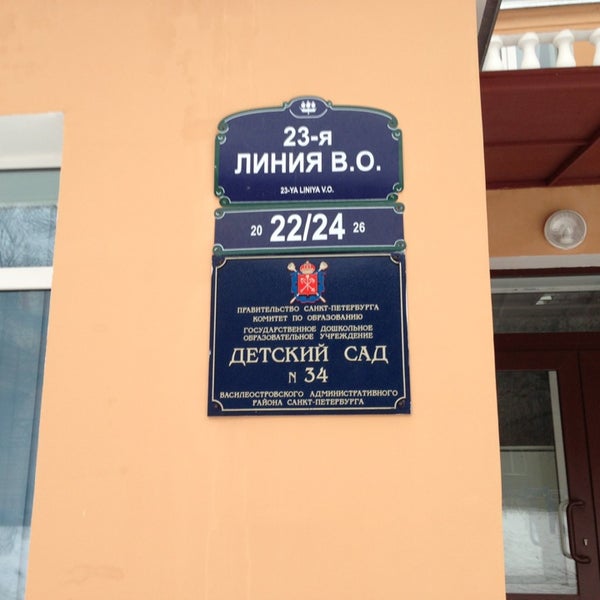 23-я
ЛИНИЯ В.О.
23-YA LINIYA V.O.
20 22/24 26
ПРАВИТЕЛЬСТВО САНКТ-ПЕТЕРБУРГА
КОМИТЕТ ПО ОБРАЗОВАНИЮ
ГОСУДАРСТВЕННОЕ ДОШКОЛЬНОЕ
ОБРАЗОВАТЕЛЬНОЕ УЧРЕЖДЕНИЕ
ДЕТСКИЙ САД
N 34
ВАСИЛЕОСТРОВСКОГО АДМИНИСТРАТИВНОГО
РАЙОНА САНКТ-ПЕТЕРБУРГА